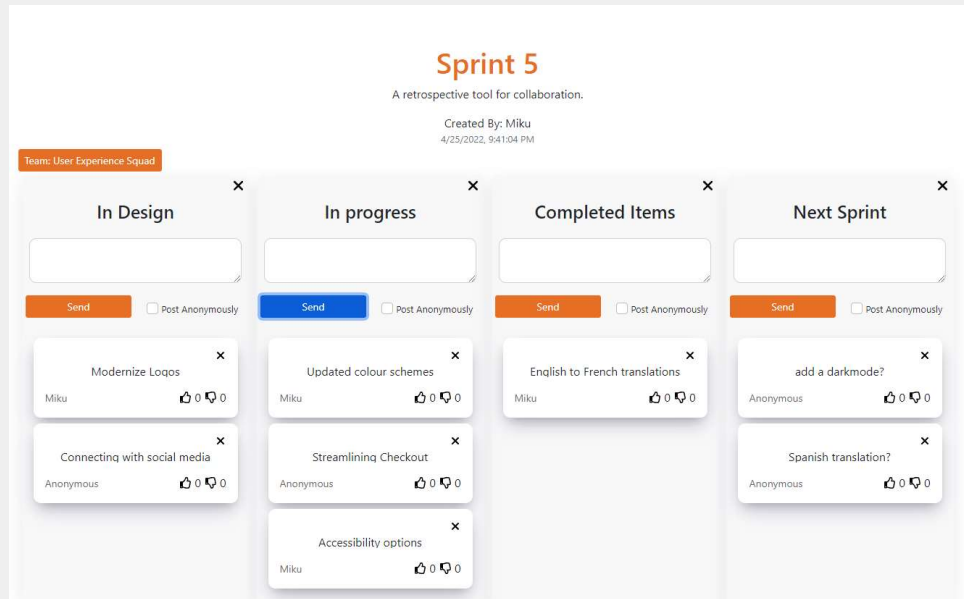 Sprint 5
A retrospective tool for collaboration.
Created By: Miku
4/25/2022, 9:41:04 PM
Team: User Experience Squad
In Design
Send
Post Anonymously
Modernize Logos
Miku
0 0
Connecting with social media
Anonymous
0 0
In progress
Send
Post Anonymously
Updated colour schemes
Miku
0 0
Streamlining Checkout
Anonymous
0 0
Accessibility options
Miku
0 0
Completed Items
Send
Post Anonymously
English to French translations
Miku
0 0
Next Sprint
Send
Post Anonymously
add a darkmode?
Anonymous
0 0
Spanish translation?
Anonymous
0 0